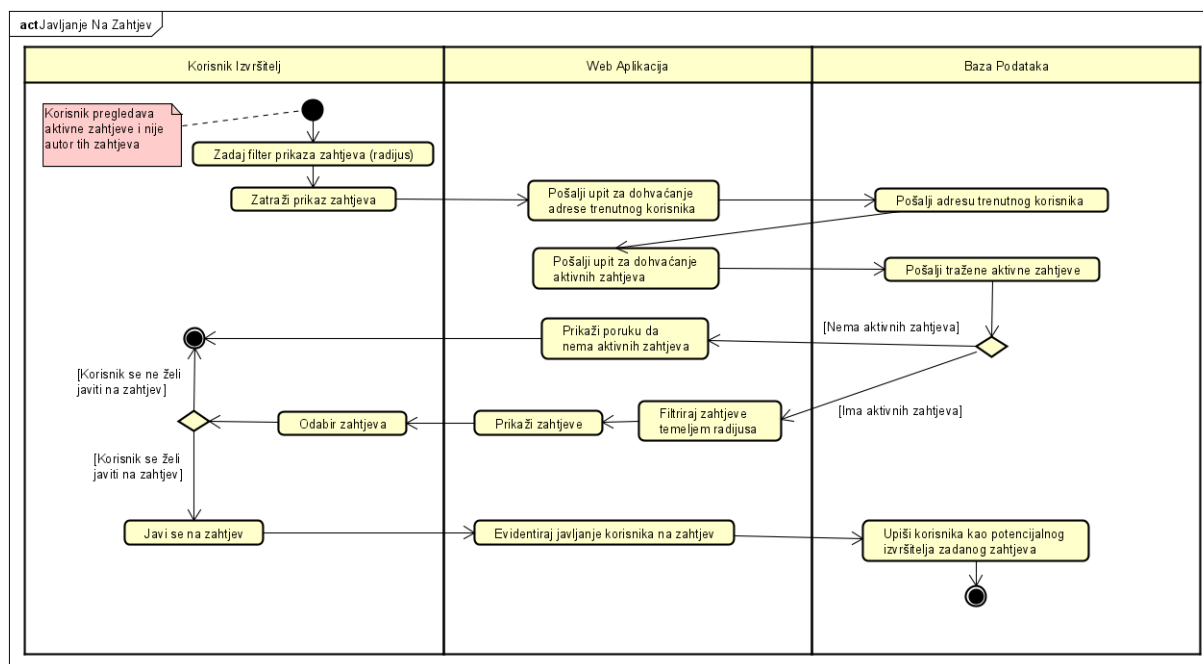 act Javljanje Na Zahtjev
Korisnik Izvršitelj
Web Aplikacija
Baza Podataka
Korisnik pregledava
aktivne zahtjeve i nije
autor tih zahtjeva
Zadaj filter prikaza zahtjeva (radijus)
Zatraži prikaz zahtjeva
Pošalji upit za dohvaćanje
adrese trenutnog korisnika
Pošalji adresu trenutnog korisnika
Pošalji upit za dohvaćanje
aktivnih zahtjeva
Pošalji tražene aktivne zahtjeve
[Nema aktivnih zahtjeva]
Prikaži poruku da
nema aktivnih zahtjeva
[Korisnik se ne želi
javiti na zahtjev]
[Ima aktivnih zahtjeva]
Filtriraj zahtjeve
temeljem radijusa
Prikaži zahtjeve
Odabir zahtjeva
[Korisnik se želi
javiti na zahtjev]
Javi se na zahtjev
Evidentiraj javljanje korisnika na zahtjev
Upiši korisnika kao potencijalnog
izvršitelja zadanog zahtjeva